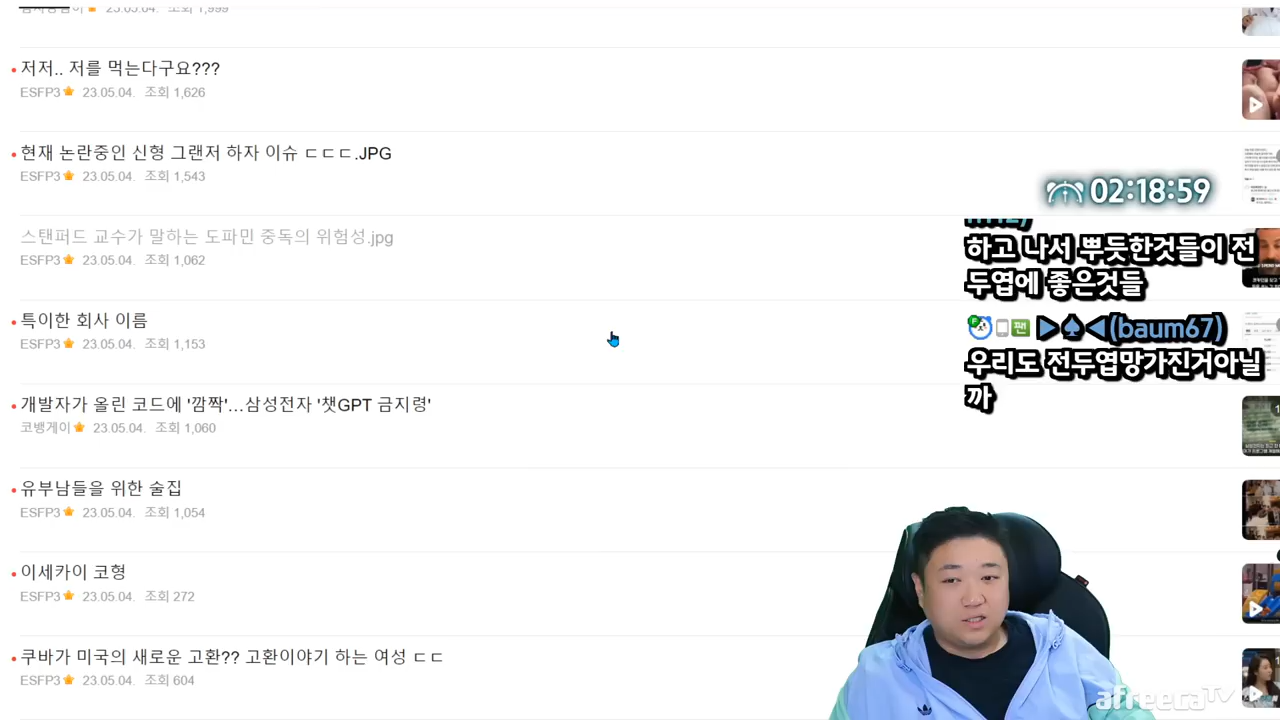 23.05.04. 조회 1,999
저저.. 저를 먹는다구요???
ESFP3 23.05.04. 조회 1,626
현재 논란중인 신형 그랜저 하자 이슈 ㄷㄷㄷ.JPG
ESFP3 23.05.04. 조회 1,543
02:18:59
스탠퍼드 교수가 말하는 도파민 중독의 위험성.jpg
ESFP3 23.05.04. 조회 1,062
하고 나서 뿌듯한것들이 전
두엽에 좋은것들
특이한 회사 이름
ESFP3 23.05.04. 조회 1,153
팬 ▶♠◀(baum67)
우리도 전두엽망가진거아닐
까
개발자가 올린 코드에 '깜짝'…삼성전자 '챗GPT 금지령'
코뱅게이 23.05.04. 조회 1,060
유부남들을 위한 술집
ESFP3 23.05.04. 조회 1,054
이세카이 코형
ESFP3 23.05.04. 조회 272
쿠바가 미국의 새로운 고환?? 고환이야기 하는 여성 ㄷㄷ
ESFP3 23.05.04. 조회 604
afreecaTV